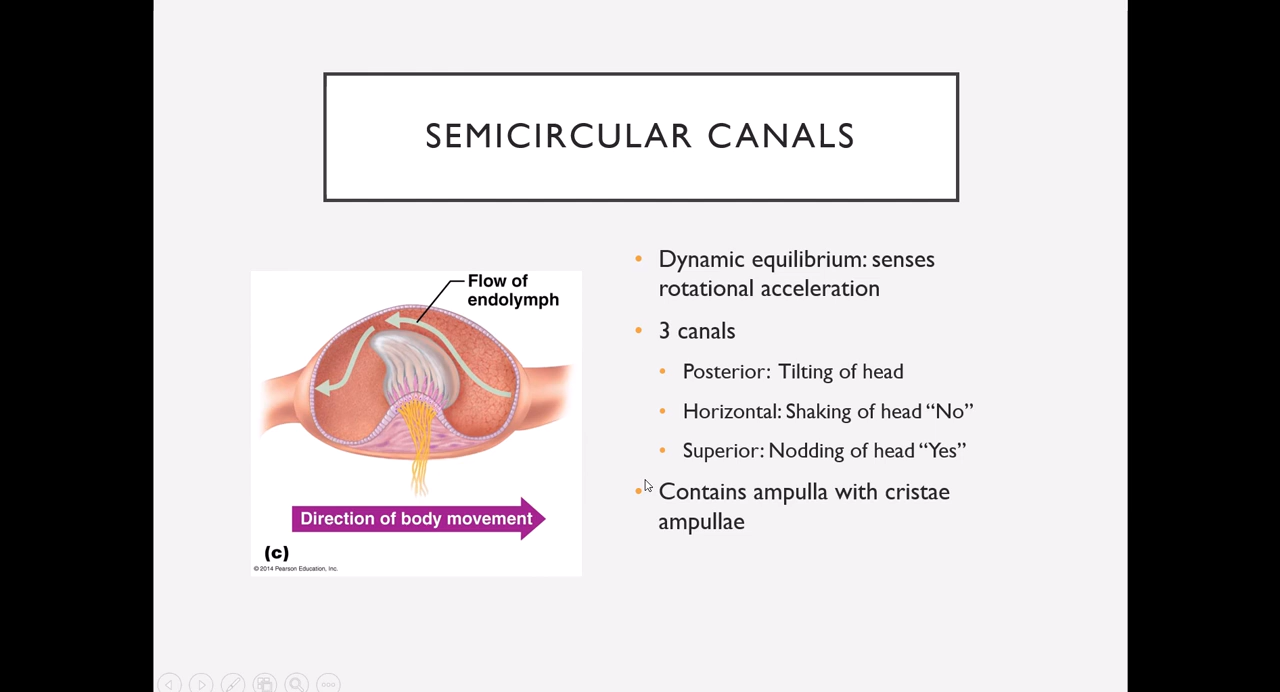 SEMICIRCULAR CANALS
Flow of
endolymph
Direction of body movement
(c)
© 2014 Pearson Education, Inc.
• Dynamic equilibrium: senses
rotational acceleration
• 3 canals
• Posterior: Tilting of head
• Horizontal: Shaking of head “No”
• Superior: Nodding of head “Yes”
• Contains ampulla with cristae
ampullae